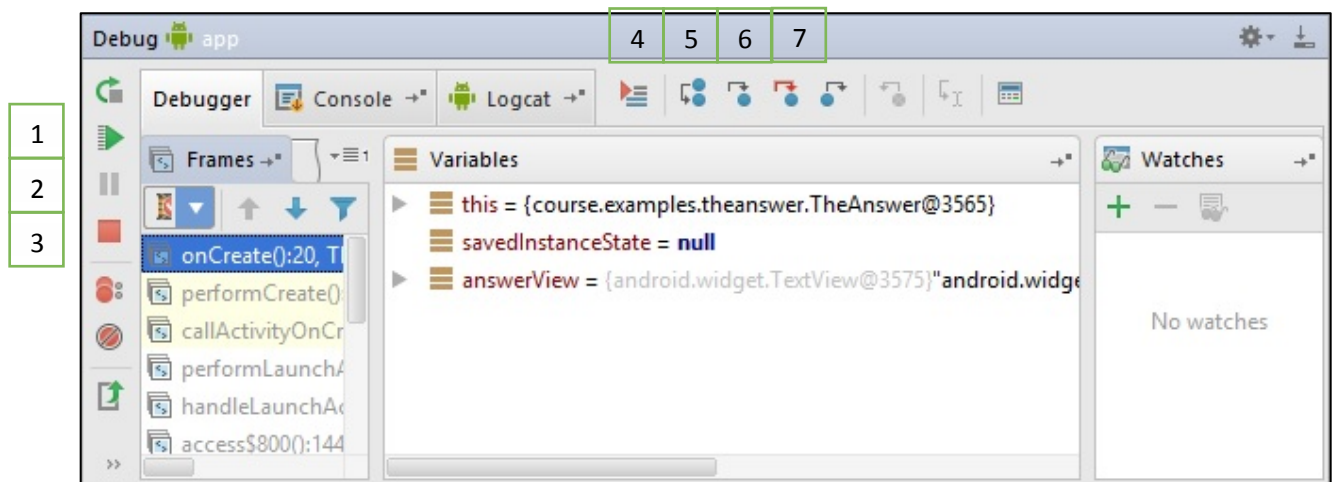 4 5 6 7
Debug app
Debugger Console Logcat
1
2
3
Frames 1 Variables Watches
this = {course.examples.theanswer.TheAnswer@3565}
savedInstanceState = null
answerView = {android.widget.TextView@3575}"android.widge
onCreate():20, T
performCreate():
callActivityOnCr
performLaunchA
handleLaunchAc
access$800():144
No watches